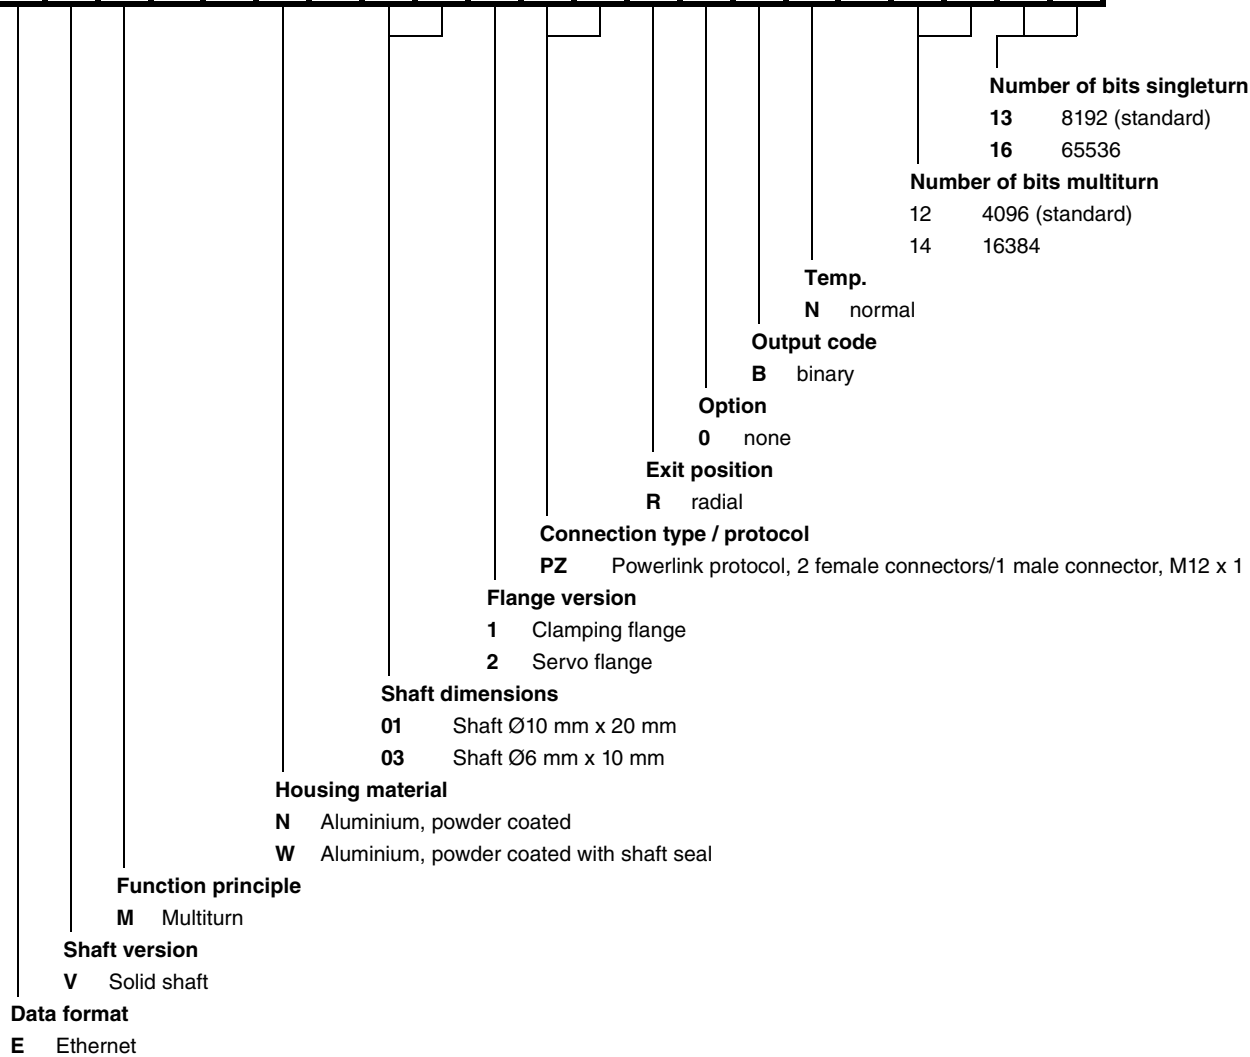 Number of bits singleturn
13 8192 (standard)
16 65536
Number of bits multiturn
12 4096 (standard)
14 16384
Temp.
N normal
Output code
B binary
Option
0 none
Exit position
R radial
Connection type / protocol
PZ Powerlink protocol, 2 female connectors/1 male connector, M12 x 1
Flange version
1 Clamping flange
2 Servo flange
Shaft dimensions
01 Shaft Ø10 mm x 20 mm
03 Shaft Ø6 mm x 10 mm
Housing material
N Aluminium, powder coated
W Aluminium, powder coated with shaft seal
Function principle
M Multiturn
Shaft version
V Solid shaft
Data format
E Ethernet